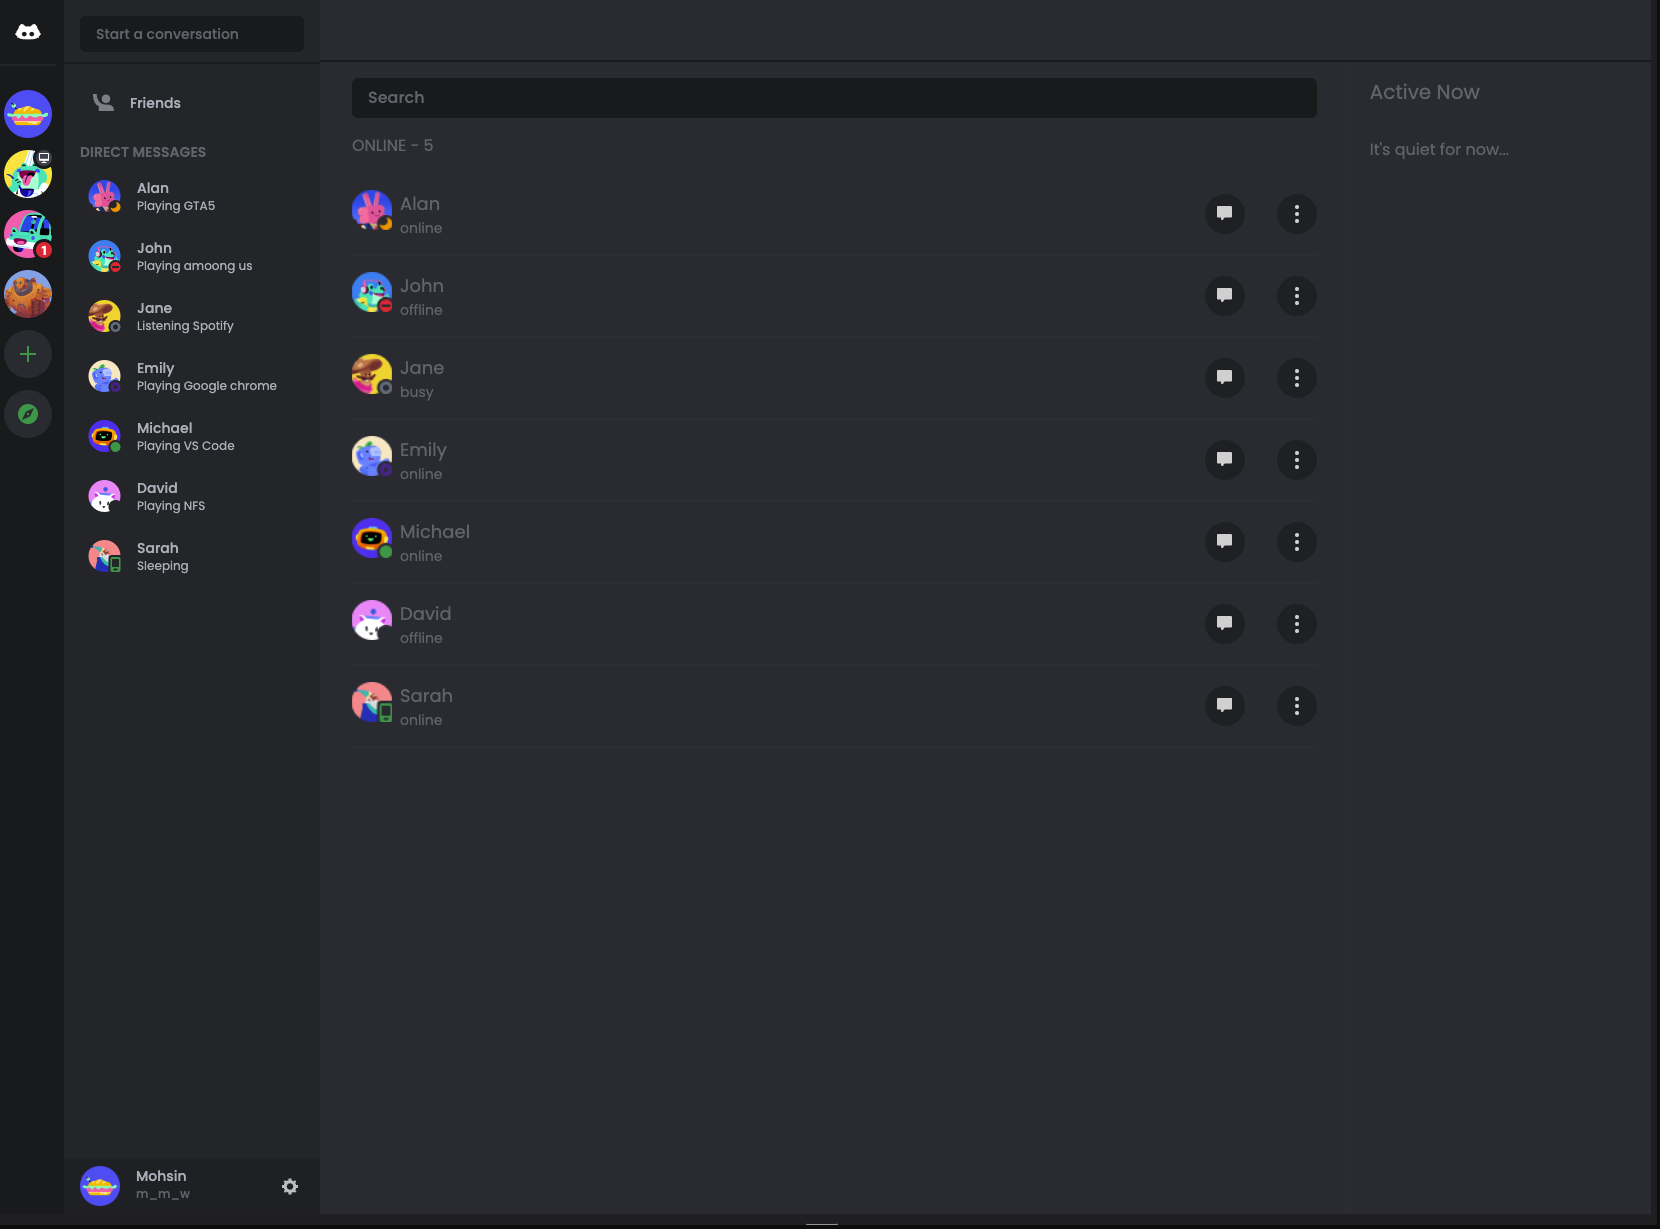 Start a conversation
Friends
DIRECT MESSAGES
Alan
Playing GTA5
John
Playing amoong us
Jane
Listening Spotify
Emily
Playing Google chrome
Michael
Playing VS Code
David
Playing NFS
Sarah
Sleeping
1
Mohsin
m_m_w
Search
ONLINE - 5
Alan
online
John
offline
Jane
busy
Emily
online
Michael
online
David
offline
Sarah
online
Active Now
It's quiet for now...